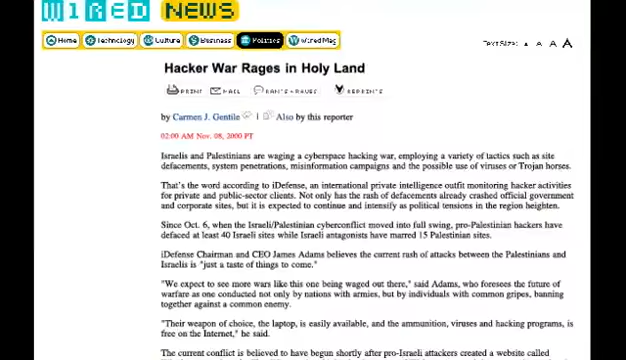 WIRED NEWS
Home Technology Culture Business Politics Wired Mag
Text Size: A A A A
Hacker War Rages in Holy Land
PRINT MAIL RANTS + RAVES REPRINTS
by Carmen J. Gentile | Also by this reporter
02:00 AM Nov. 08, 2000 PT
Israelis and Palestinians are waging a cyberspace hacking war, employing a variety of tactics such as site
defacements, system penetrations, misinformation campaigns and the possible use of viruses or Trojan horses.
That's the word according to iDefense, an international private intelligence outfit monitoring hacker activities
for private and public-sector clients. Not only has the rash of defacements already crashed official government
and corporate sites, but it is expected to continue and intensify as political tensions in the region heighten.
Since Oct. 6, when the Israeli/Palestinian cyberconflict moved into full swing, pro-Palestinian hackers have
defaced at least 40 Israeli sites while Israeli antagonists have marred 15 Palestinian sites.
iDefense Chairman and CEO James Adams believes the current rash of attacks between the Palestinians and
Israelis is "just a taste of things to come."
"We expect to see more wars like this one being waged out there," said Adams, who foresees the future of
warfare as one conducted not only by nations with armies, but by individuals with common gripes, banning
together against a common enemy.
"Their weapon of choice, the laptop, is easily available, and the ammunition, viruses and hacking programs, is
free on the Internet," he said.
The current conflict is believed to have begun shortly after pro-Israeli attackers created a website called